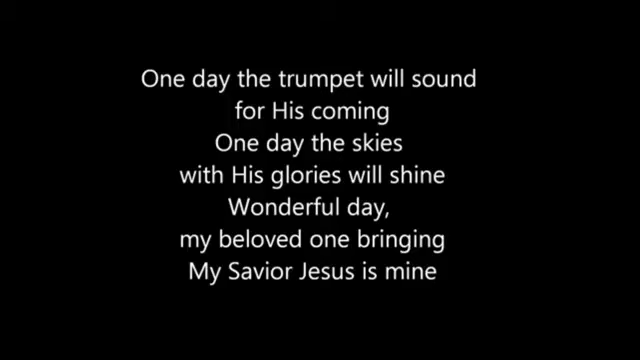 One day the trumpet will sound
for His coming
One day the skies
with His glories will shine
Wonderful day,
my beloved one bringing
My Savior Jesus is mine